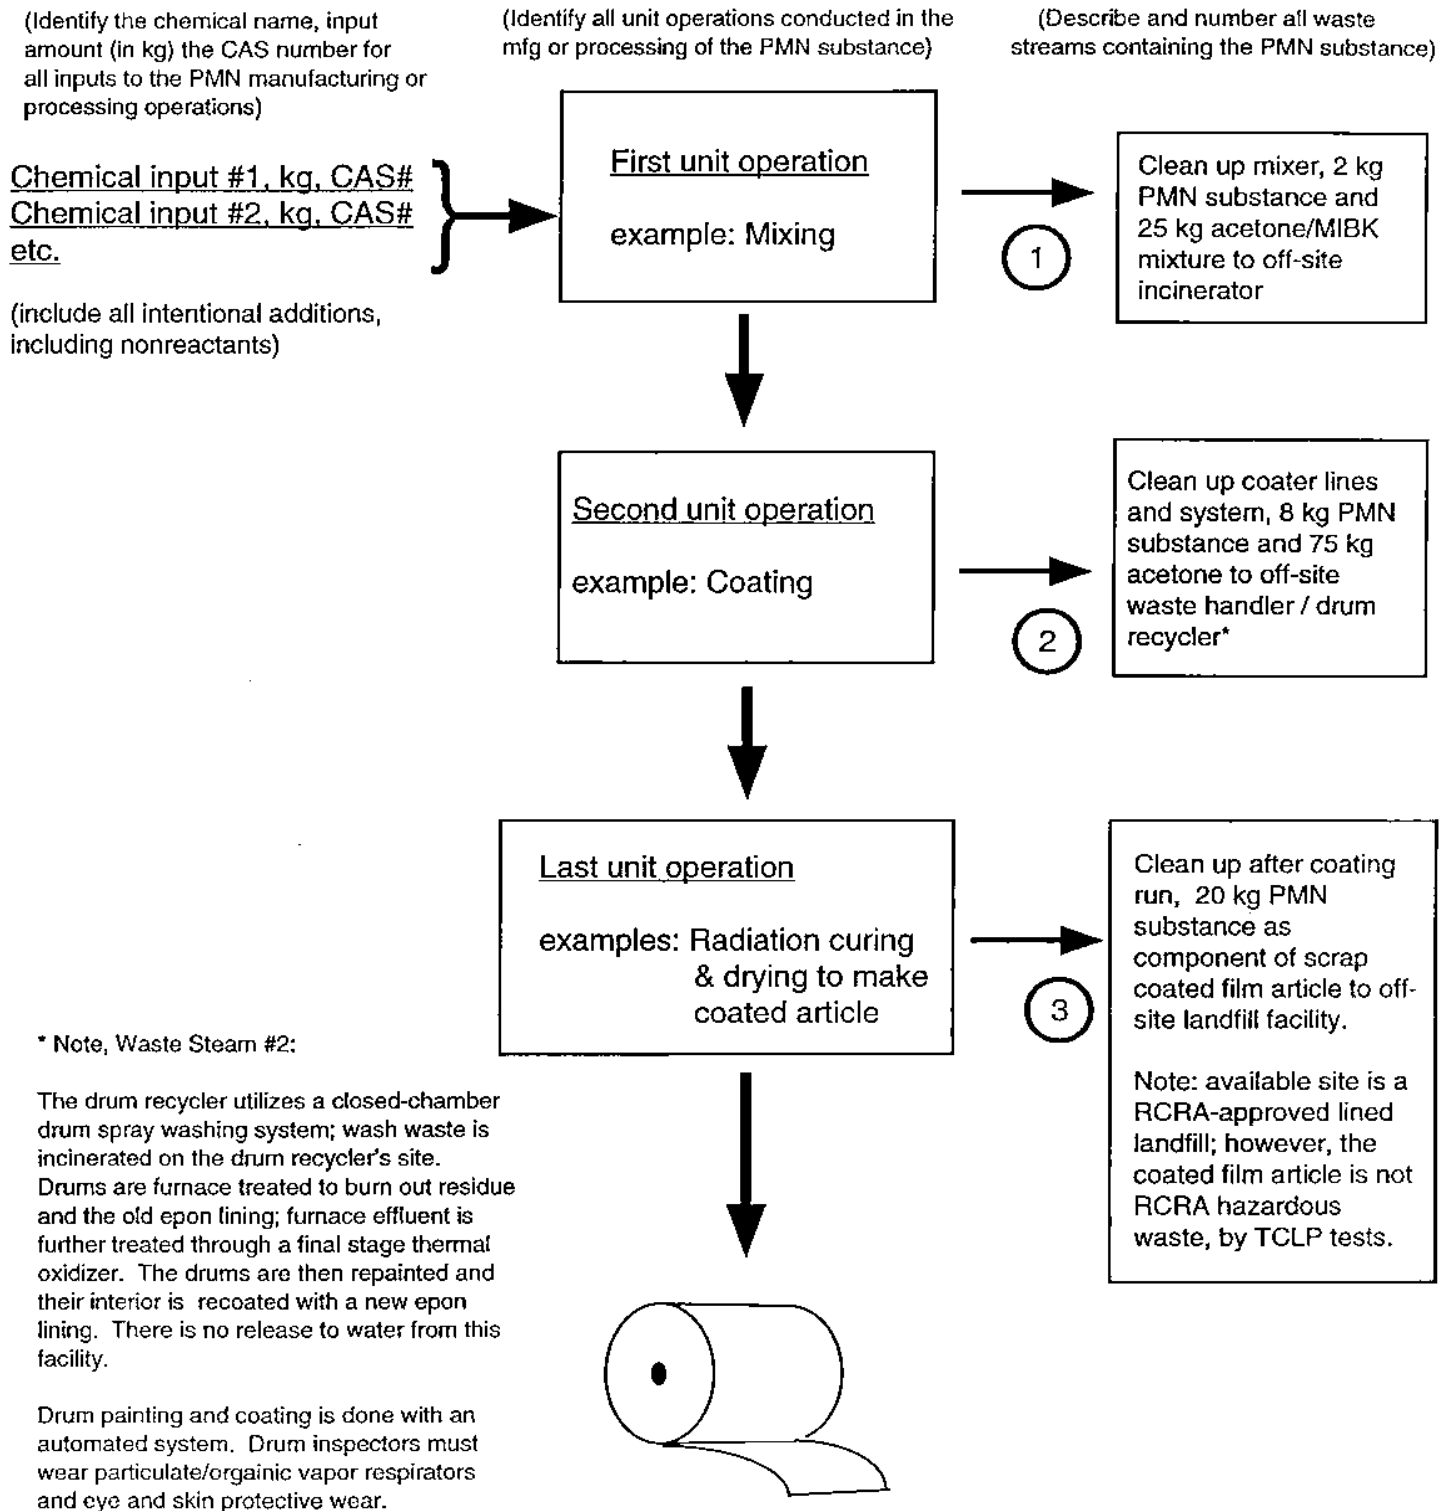 (Identify the chemical name, input
amount (in kg) the CAS number for
all inputs to the PMN manufacturing or
processing operations)
(Identify all unit operations conducted in the
mfg or processing of the PMN substance)
(Describe and number all waste
streams containing the PMN substance)
Chemical input #1, kg, CAS#
Chemical input #2, kg, CAS#
etc.
(include all intentional additions,
including nonreactants)
First unit operation
example: Mixing
1
Clean up mixer, 2 kg
PMN substance and
25 kg acetone/MIBK
mixture to off-site
incinerator
Second unit operation
example: Coating
2
Clean up coater lines
and system, 8 kg PMN
substance and 75 kg
acetone to off-site
waste handler / drum
recycler*
Last unit operation
examples: Radiation curing
& drying to make
coated article
3
Clean up after coating
run, 20 kg PMN
substance as
component of scrap
coated film article to off-
site landfill facility.
Note: available site is a
RCRA-approved lined
landfill; however, the
coated film article is not
RCRA hazardous
waste, by TCLP tests.
* Note, Waste Steam #2:
The drum recycler utilizes a closed-chamber
drum spray washing system; wash waste is
incinerated on the drum recycler's site.
Drums are furnace treated to burn out residue
and the old epon lining; furnace effluent is
further treated through a final stage thermal
oxidizer. The drums are then repainted and
their interior is recoated with a new epon
lining. There is no release to water from this
facility.
Drum painting and coating is done with an
automated system. Drum inspectors must
wear particulate/orgainic vapor respirators
and eye and skin protective wear.